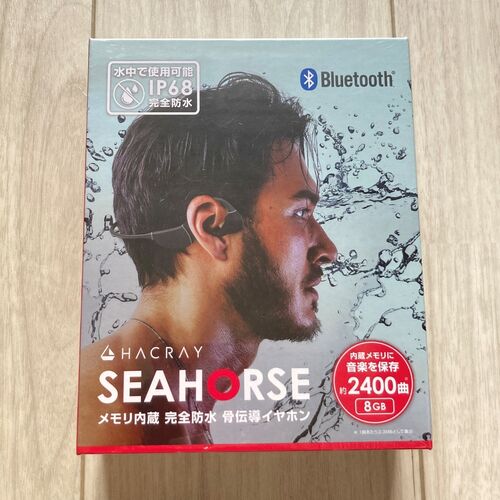 水中で使用可能
IP68
完全防水
Bluetooth®
HACRAY
SEAHORSE
メモリ内蔵 完全防水 骨伝導イヤホン
内蔵メモリに
音楽を保存
約2400曲
8GB